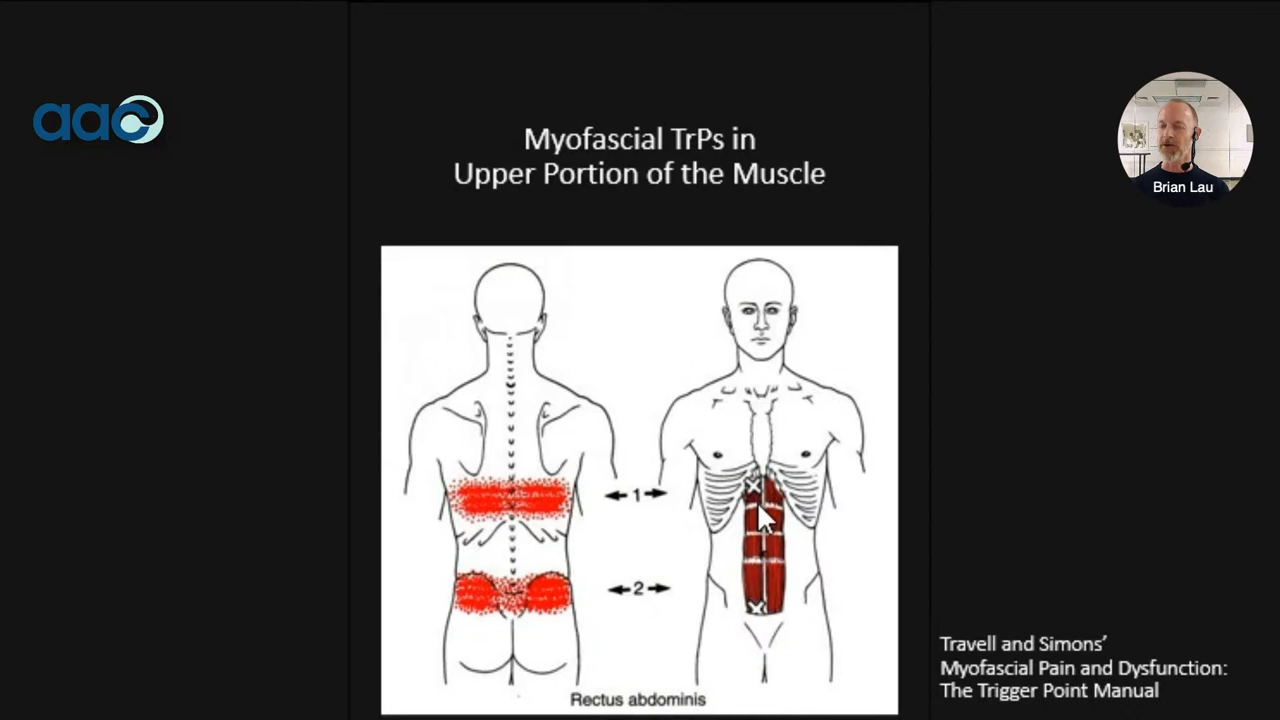 aac
Myofascial TrPs in
Upper Portion of the Muscle
Brian Lau
1
2
Rectus abdominis
Travell and Simons’
Myofascial Pain and Dysfunction:
The Trigger Point Manual